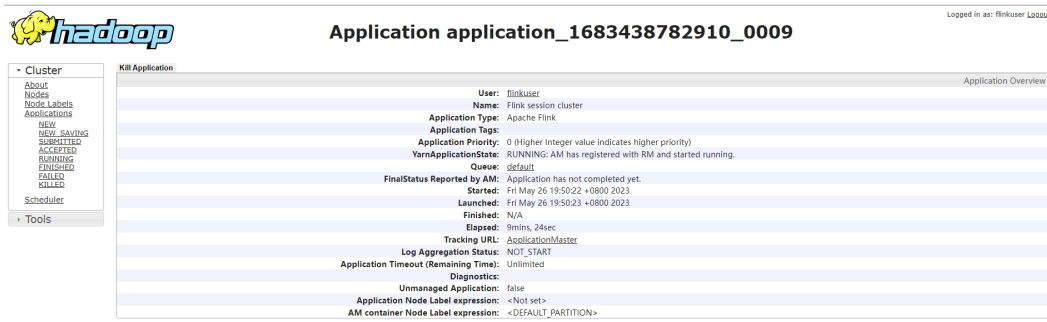 Logged in as: flinkuser Logou
hadoop
Application application_1683438782910_0009
Cluster
About
Nodes
Node Labels
Applications
NEW
NEW_SAVING
SUBMITTED
ACCEPTED
RUNNING
FINISHED
FAILED
KILLED
Scheduler
Tools
Kill Application
Application Overview
User: flinkuser
Name: Flink session cluster
Application Type: Apache Flink
Application Tags:
Application Priority: 0 (Higher Integer value indicates higher priority)
YarnApplicationState: RUNNING: AM has registered with RM and started running.
Queue: default
FinalStatus Reported by AM: Application has not completed yet.
Started: Fri May 26 19:50:22 +0800 2023
Launched: Fri May 26 19:50:23 +0800 2023
Finished: N/A
Elapsed: 9mins, 24sec
Tracking URL: ApplicationMaster
Log Aggregation Status: NOT_START
Application Timeout (Remaining Time): Unlimited
Diagnostics:
Unmanaged Application: false
Application Node Label expression: <Not set>
AM container Node Label expression: <DEFAULT_PARTITION>